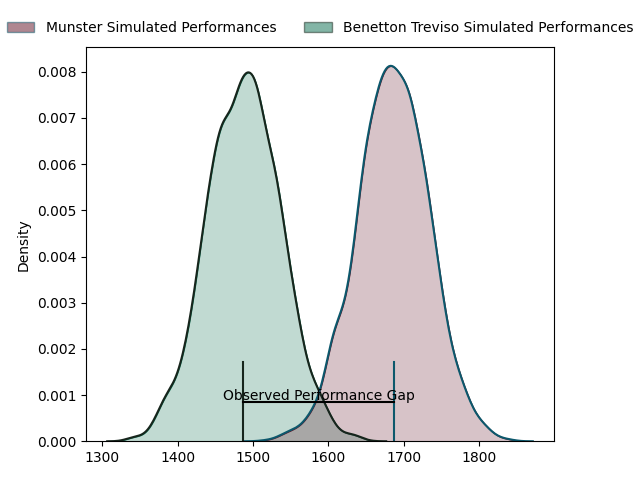 Munster Simulated Performances
Benetton Treviso Simulated Performances
0.008
0.007
0.006
0.005
0.004
0.003
0.002
0.001
0.000
Density
Observed Performance Gap
1300 1400 1500 1600 1700 1800